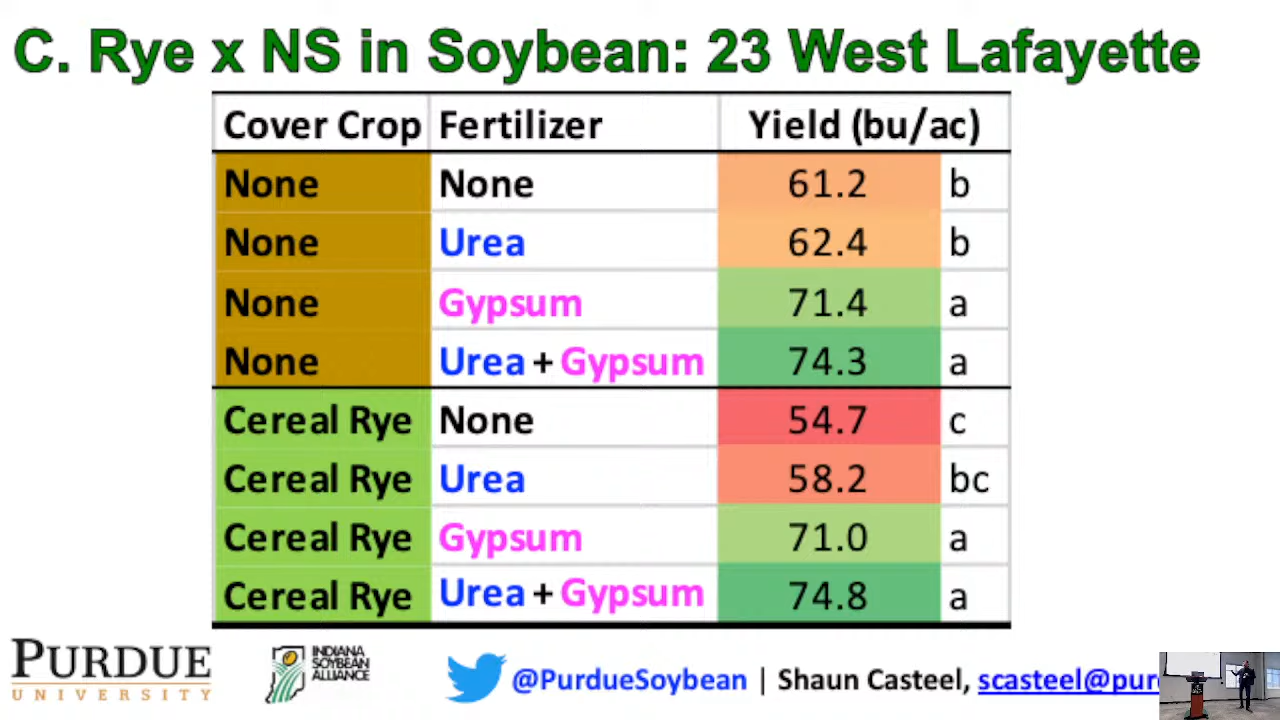 C. Rye x NS in Soybean: 23 West Lafayette
Cover Crop Fertilizer Yield (bu/ac)
None None 61.2 b
None Urea 62.4 b
None Gypsum 71.4 a
None Urea + Gypsum 74.3 a
Cereal Rye None 54.7 c
Cereal Rye Urea 58.2 bc
Cereal Rye Gypsum 71.0 a
Cereal Rye Urea + Gypsum 74.8 a
PURDUE
UNIVERSITY
INDIANA
SOYBEAN
ALLIANCE
@PurdueSoybean | Shaun Casteel, scasteel@purd